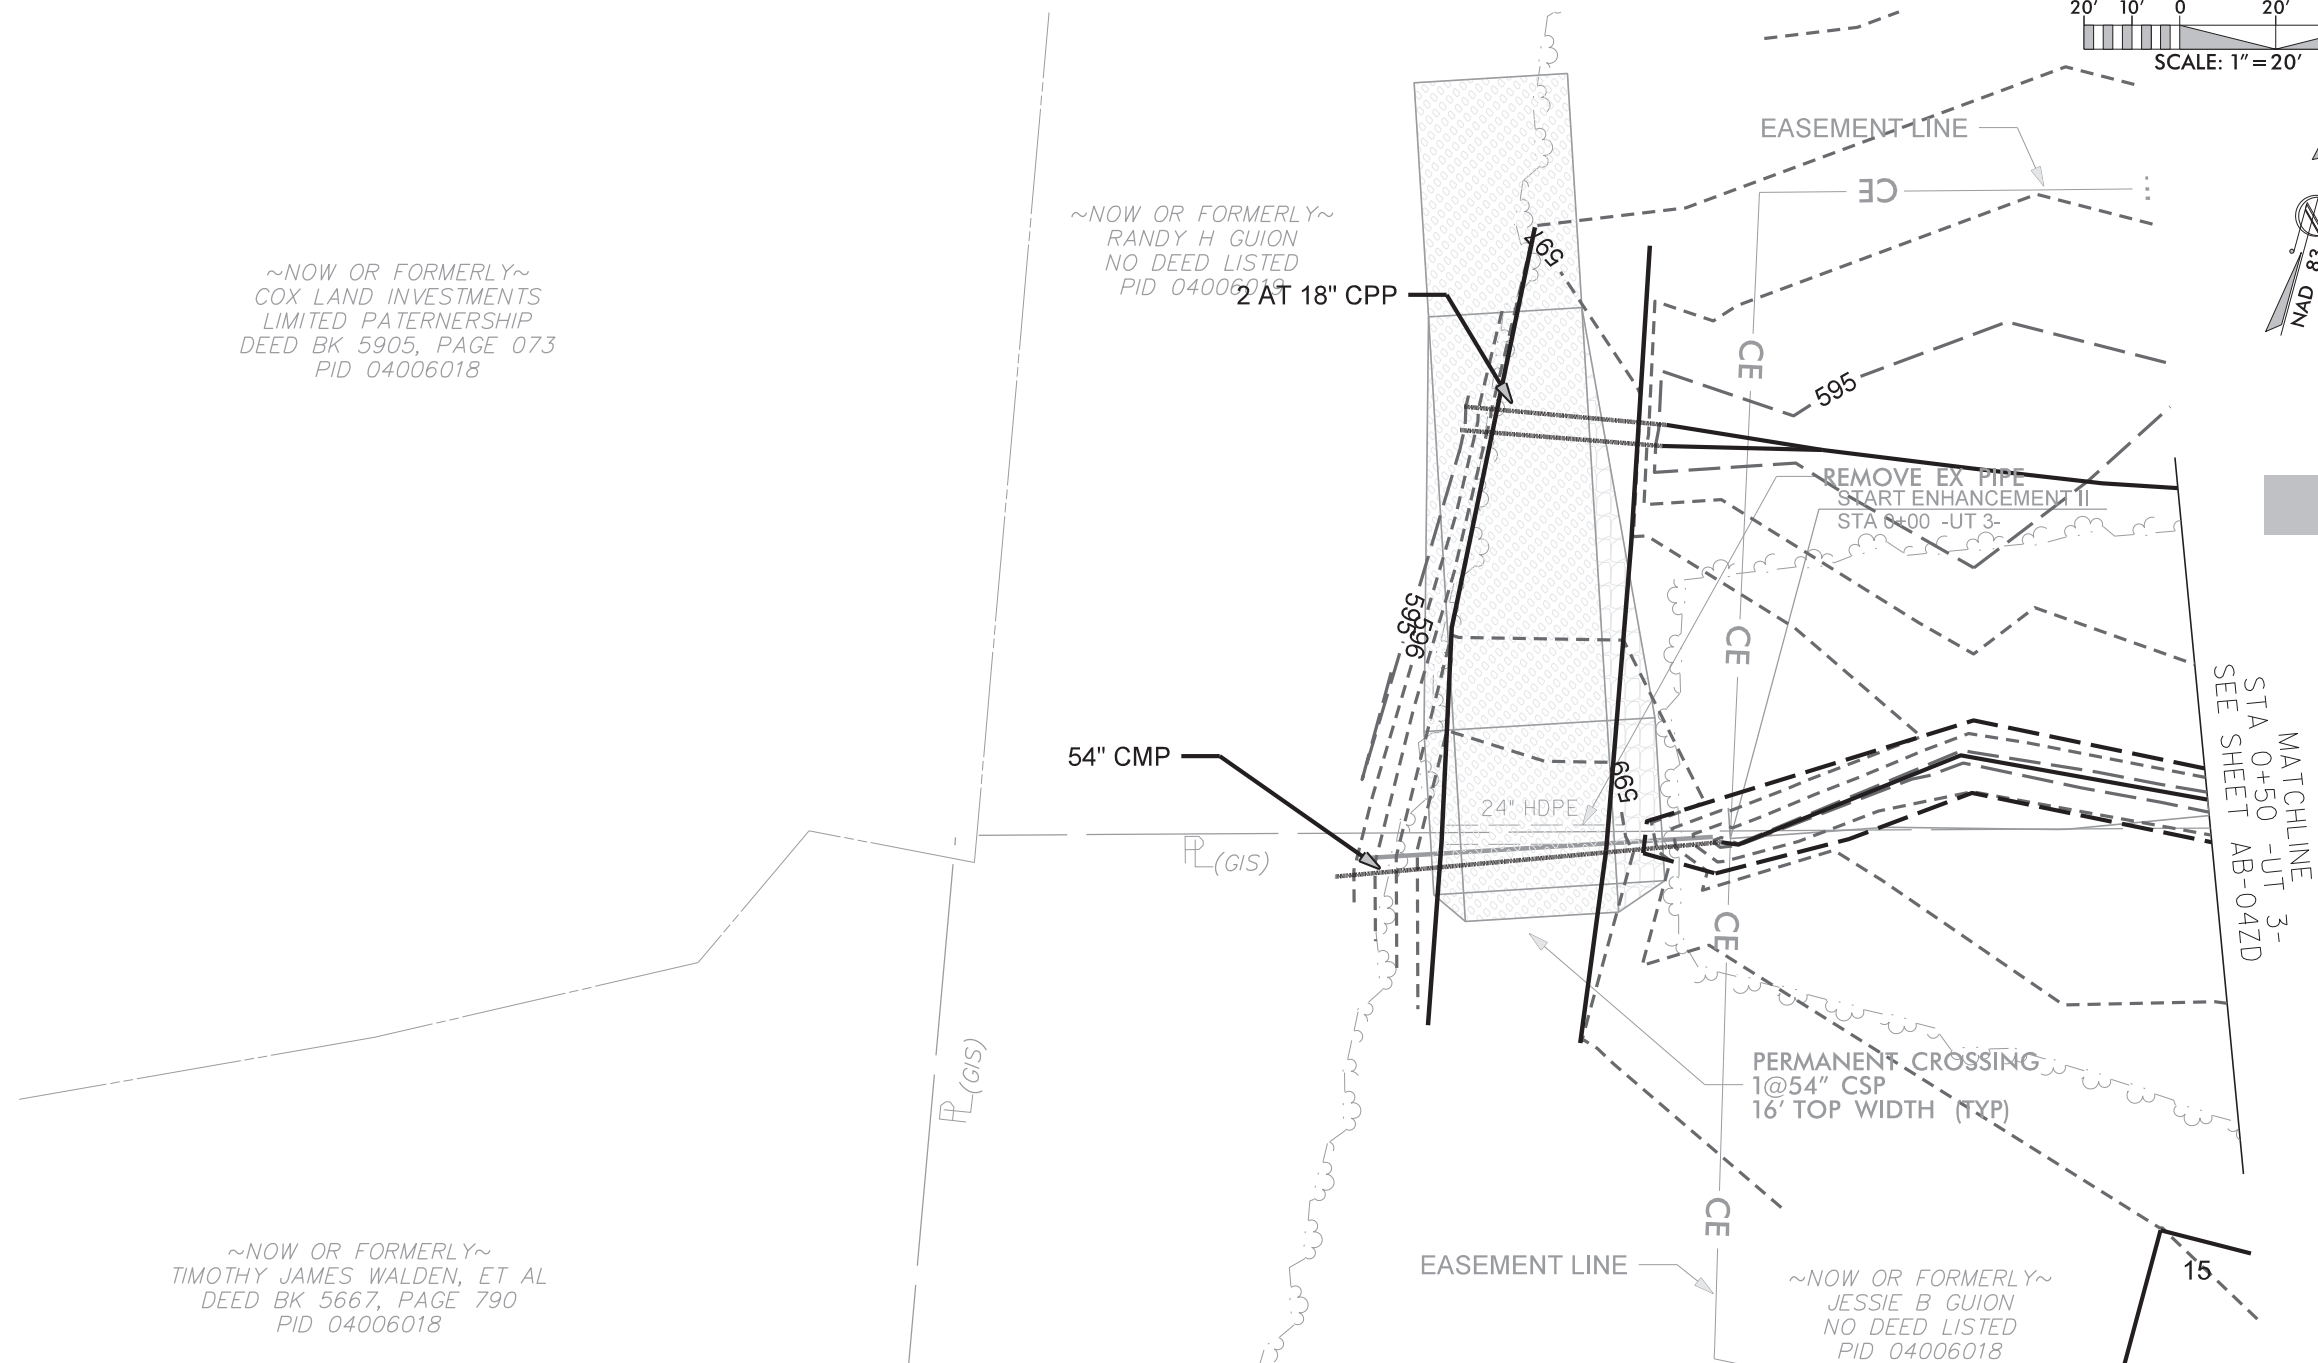 20' 10' 0 20'
SCALE: 1"=20'
EASEMENT LINE
CE
NAD 83
~NOW OR FORMERLY~
RANDY H GUION
NO DEED LISTED
PID 04006019
~NOW OR FORMERLY~
COX LAND INVESTMENTS
LIMITED PATERNERSHIP
DEED BK 5905, PAGE 073
PID 04006018
597
2 AT 18" CPP
CE
595
REMOVE EX PIPE
START ENHANCEMENT II
STA 0+00 -UT 3-
595
596
CE
MATCHLINE
STA 0+50 -UT 3-
SEE SHEET AB-04ZD
54" CMP
599
24" HDPE
PL (GIS)
CE
PL (GIS)
PERMANENT CROSSING
1@54" CSP
16' TOP WIDTH (TYP)
CE
EASEMENT LINE
~NOW OR FORMERLY~
TIMOTHY JAMES WALDEN, ET AL
DEED BK 5667, PAGE 790
PID 04006018
~NOW OR FORMERLY~
JESSIE B GUION
NO DEED LISTED
PID 04006018
15